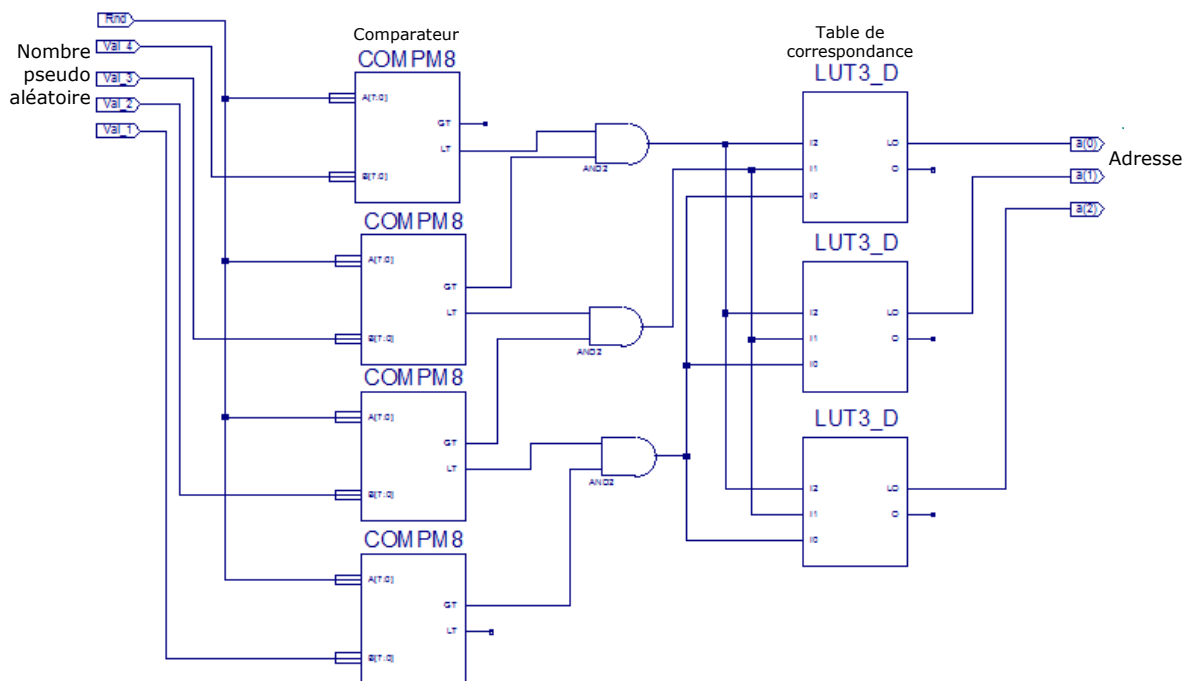 Rnd
Val_4
Val_3
Val_2
Val_1
Nombre
pseudo
aléatoire
Comparateur
COMPM8
A[7:0]
GT
LT
B[7:0]
COMPM8
A[7:0]
GT
LT
B[7:0]
COMPM8
A[7:0]
GT
LT
B[7:0]
COMPM8
A[7:0]
GT
LT
B[7:0]
AND2
AND2
AND2
Table de
correspondance
LUT3_D
I2
I1
I0
LO
O
LUT3_D
I2
I1
I0
LO
O
LUT3_D
I2
I1
I0
LO
O
a(0)
a(1)
a(2)
Adresse